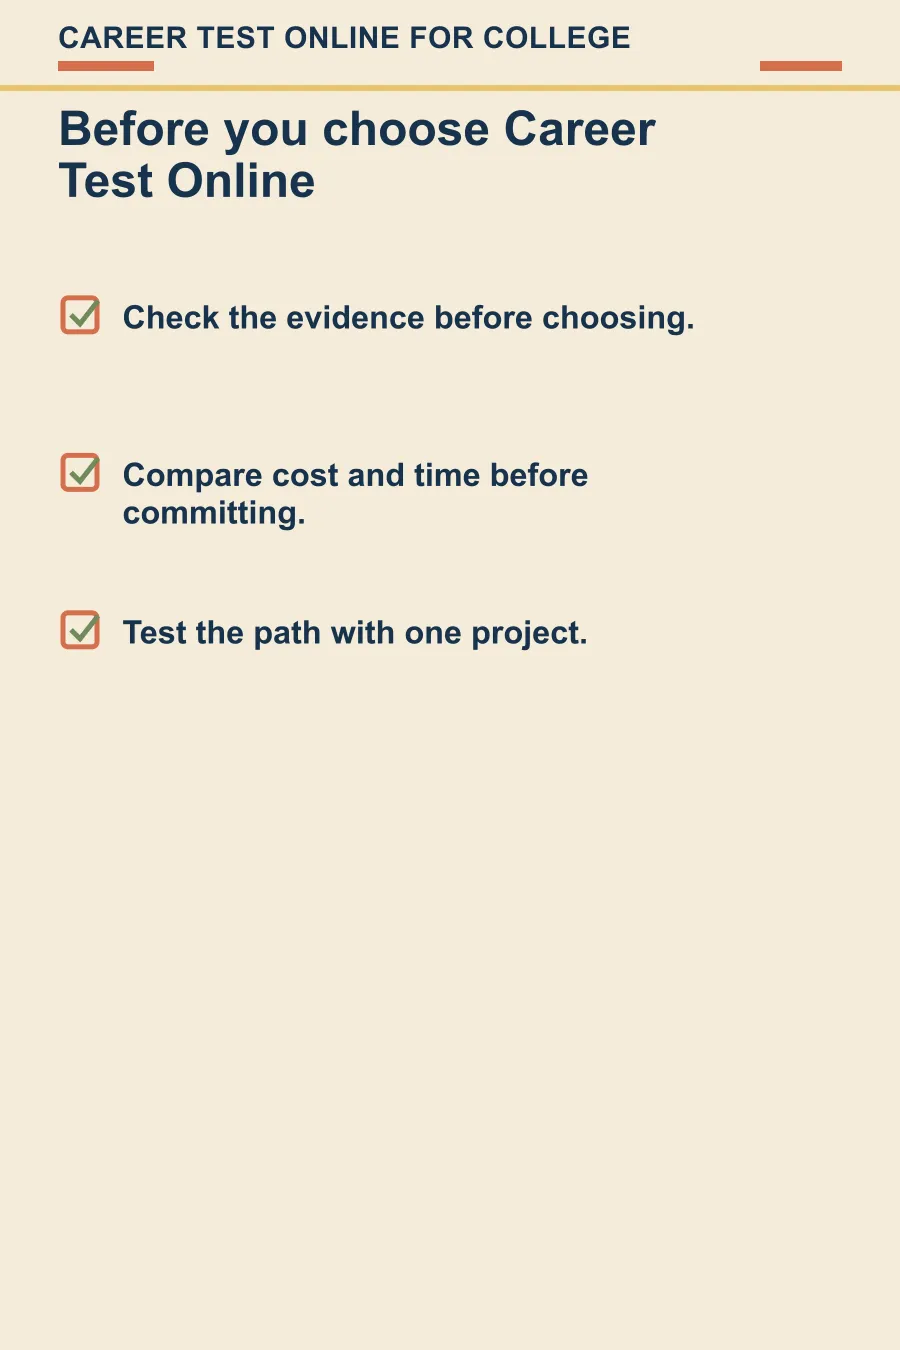 CAREER TEST ONLINE FOR COLLEGE
Before you choose Career
Test Online
Check the evidence before choosing.
Compare cost and time before
committing.
Test the path with one project.